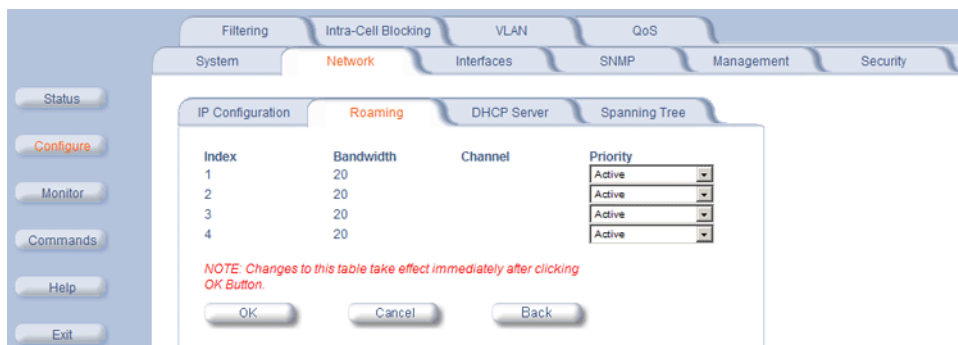 Filtering Intra-Cell Blocking VLAN QoS
System Network Interfaces SNMP Management Security
Status
Configure
Monitor
Commands
Help
Exit
IP Configuration Roaming DHCP Server Spanning Tree
Index Bandwidth Channel Priority
1 20 Active
2 20 Active
3 20 Active
4 20 Active
NOTE: Changes to this table take effect immediately after clicking
OK Button.
OK Cancel Back